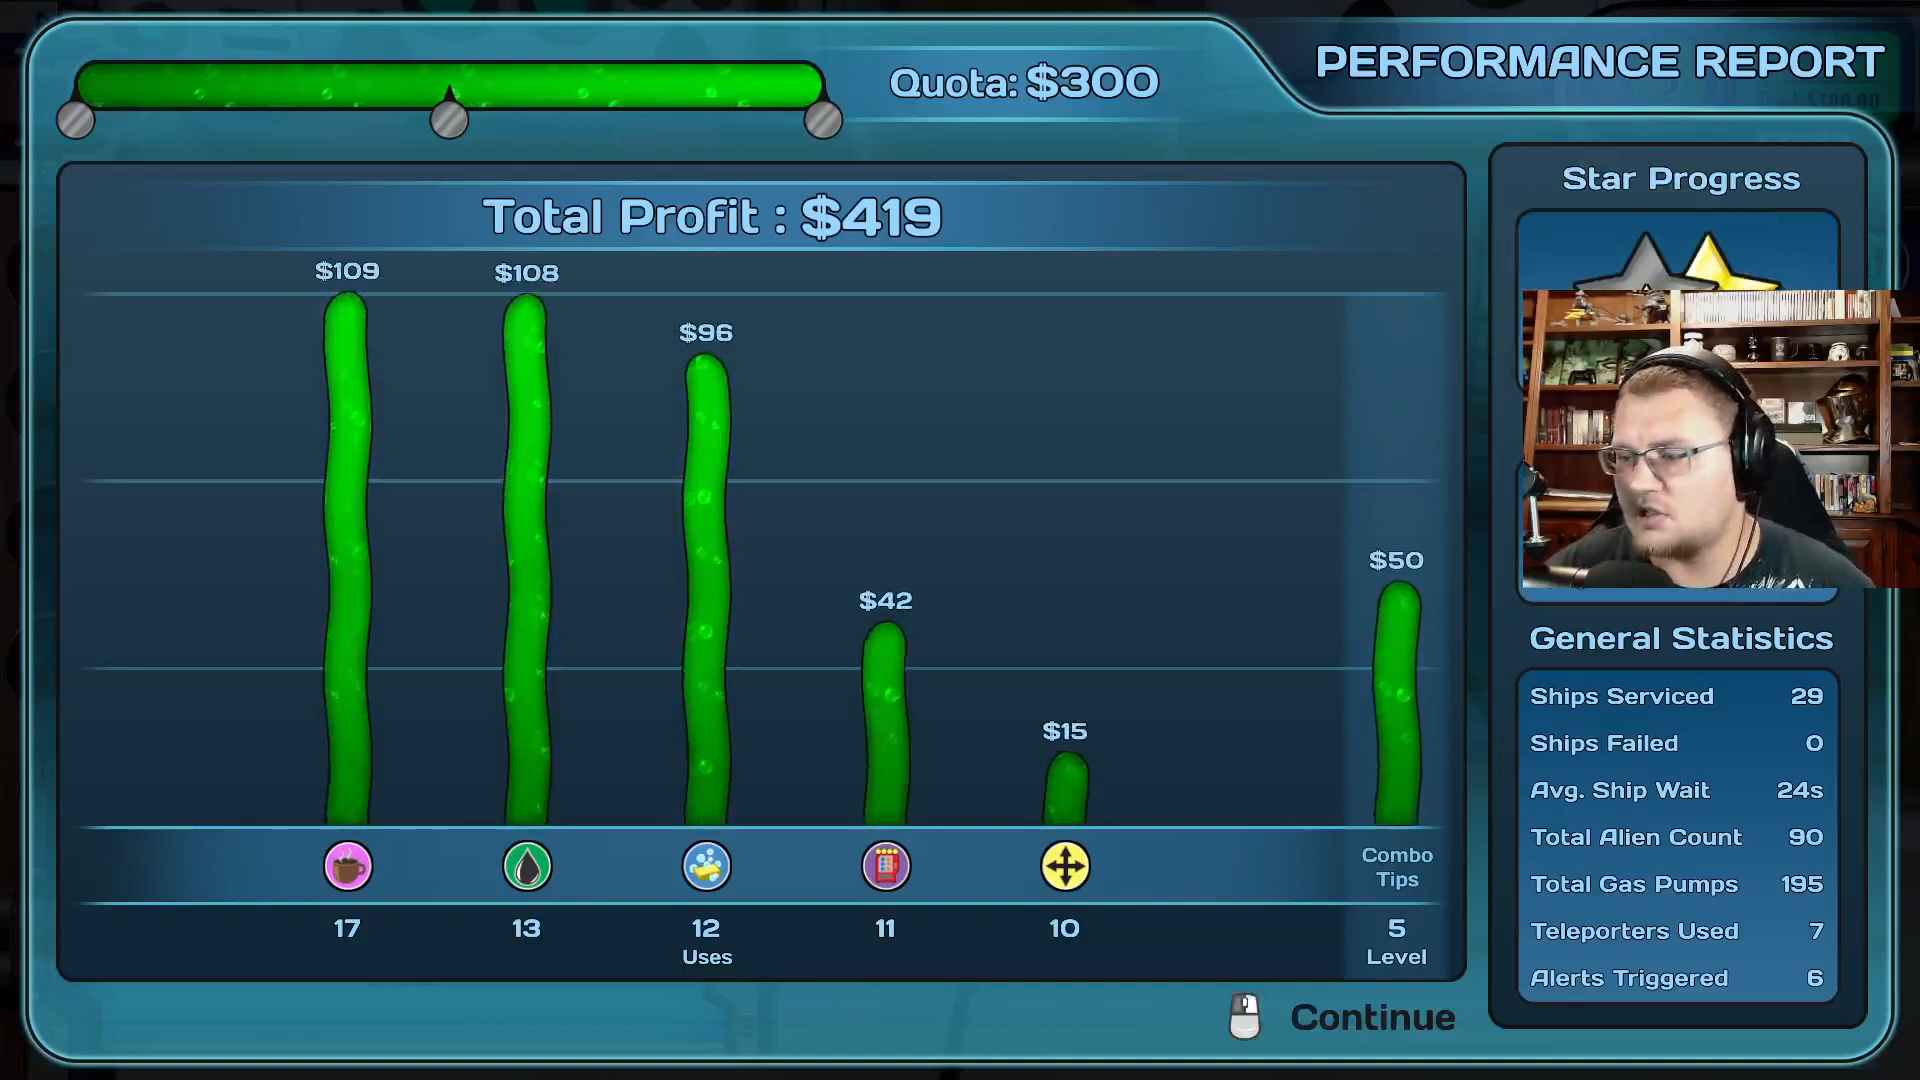 PERFORMANCE REPORT
Quota: $300
Total Profit : $419
$109
$108
$96
$42
$15
$50
Combo
Tips
17
13
12
11
10
5
Uses
Level
Continue
Star Progress
General Statistics
Ships Serviced 29
Ships Failed 0
Avg. Ship Wait 24s
Total Alien Count 90
Total Gas Pumps 195
Teleporters Used 7
Alerts Triggered 6